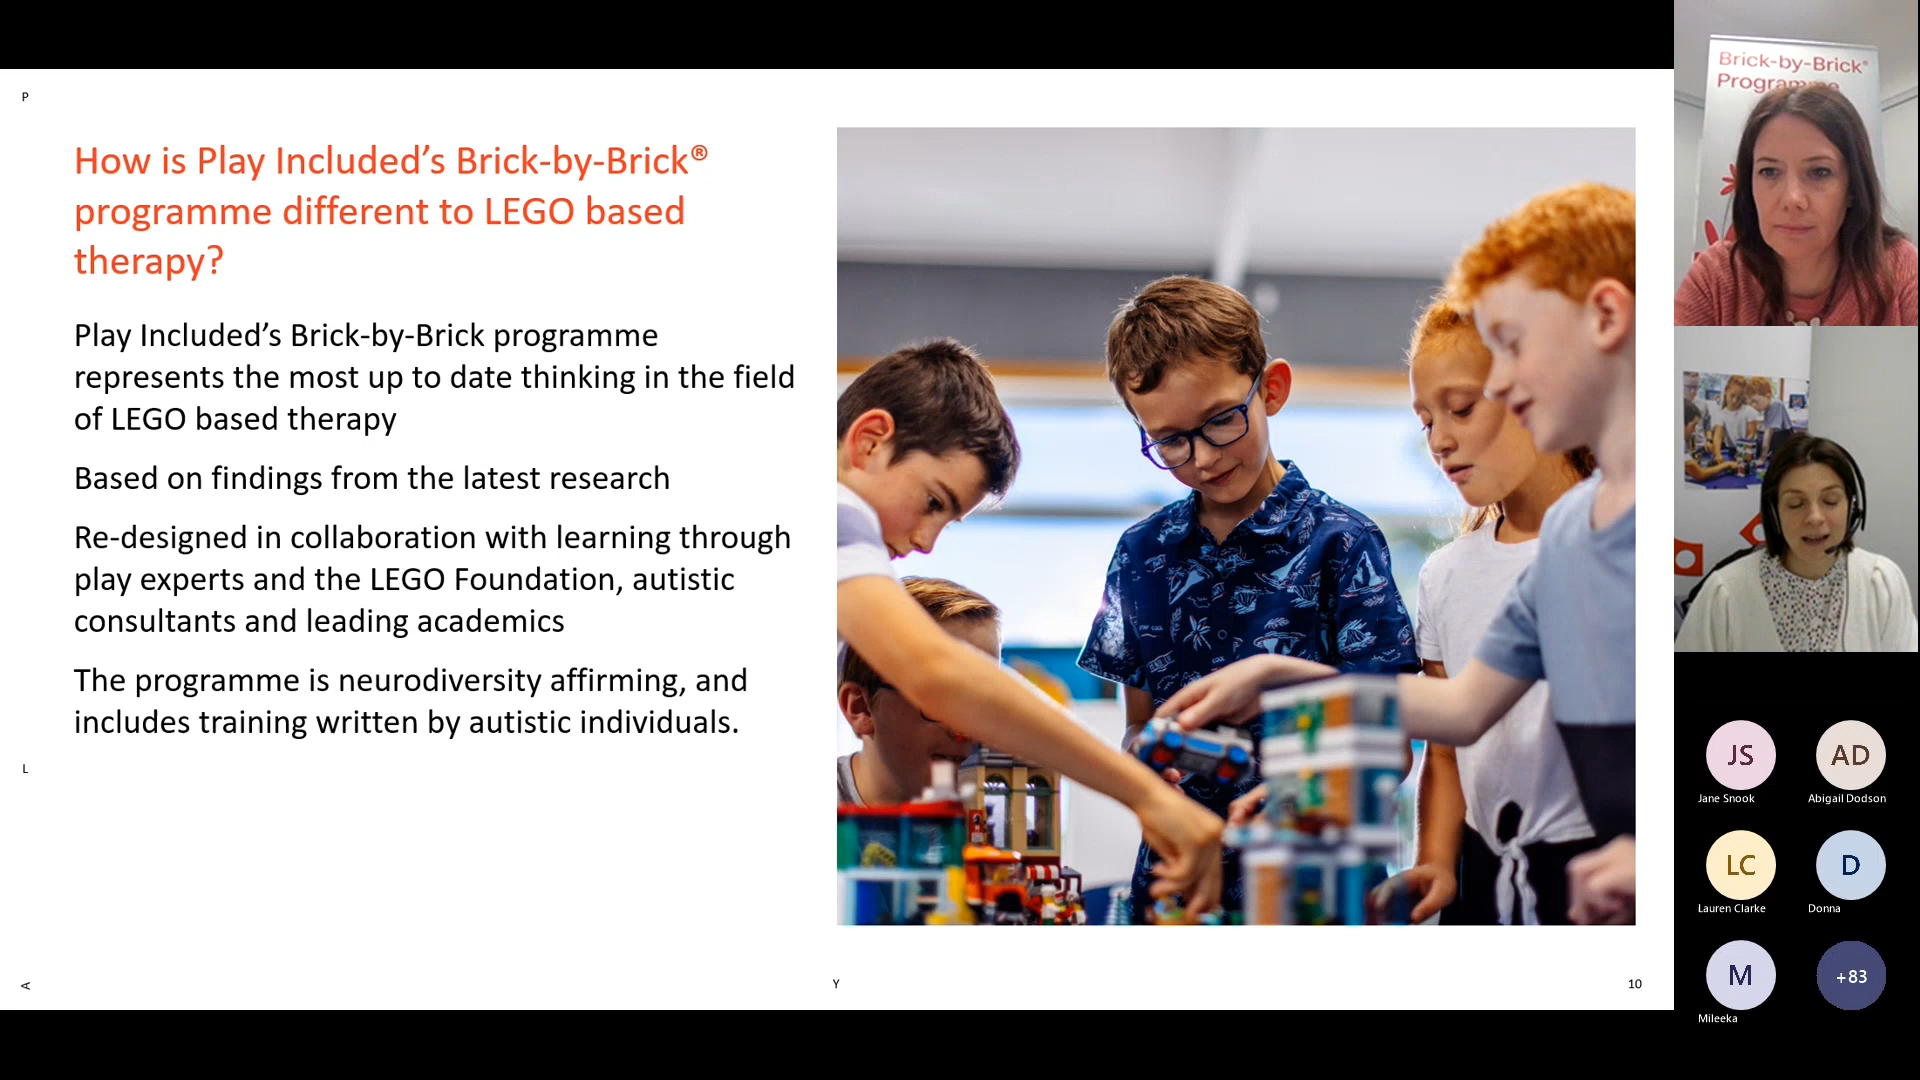 P
How is Play Included’s Brick-by-Brick®
programme different to LEGO based
therapy?
Play Included’s Brick-by-Brick programme
represents the most up to date thinking in the field
of LEGO based therapy
Based on findings from the latest research
Re-designed in collaboration with learning through
play experts and the LEGO Foundation, autistic
consultants and leading academics
The programme is neurodiversity affirming, and
includes training written by autistic individuals.
L
A
Y
10
Brick-by-Brick®
Programme
JS
Jane Snook
AD
Abigail Dodson
LC
Lauren Clarke
D
Donna
M
Mileeka
+83